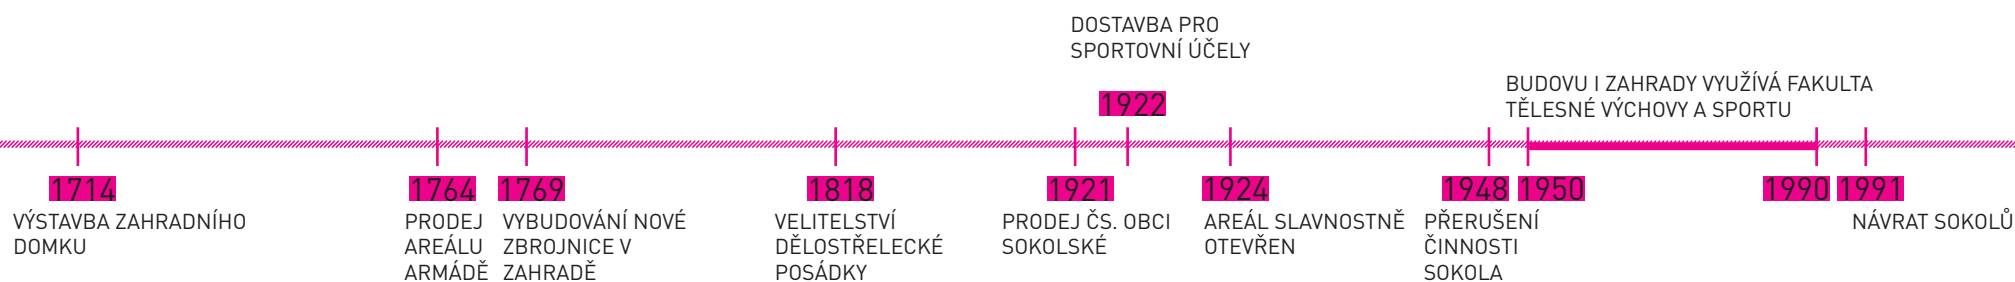 DOSTAVBA PRO
SPORTOVNÍ ÚČELY
1922
BUDOVU I ZAHRADY VYUŽÍVÁ FAKULTA
TĚLESNÉ VÝCHOVY A SPORTU
1714
VÝSTAVBA ZAHRADNÍHO
DOMKU
1764
PRODEJ
AREÁLU
ARMÁDĚ
1769
VYBUDOVÁNÍ NOVÉ
ZBROJNICE V
ZAHRADĚ
1818
VELITELSTVÍ
DĚLOSTŘELECKÉ
POSÁDKY
1921
PRODEJ ČS. OBCI
SOKOLSKÉ
1924
AREÁL SLAVNOSTNĚ
OTEVŘEN
1948
PŘERUŠENÍ
ČINNOSTI
SOKOLA
1950
1990
1991
NÁVRAT SOKOLŮ